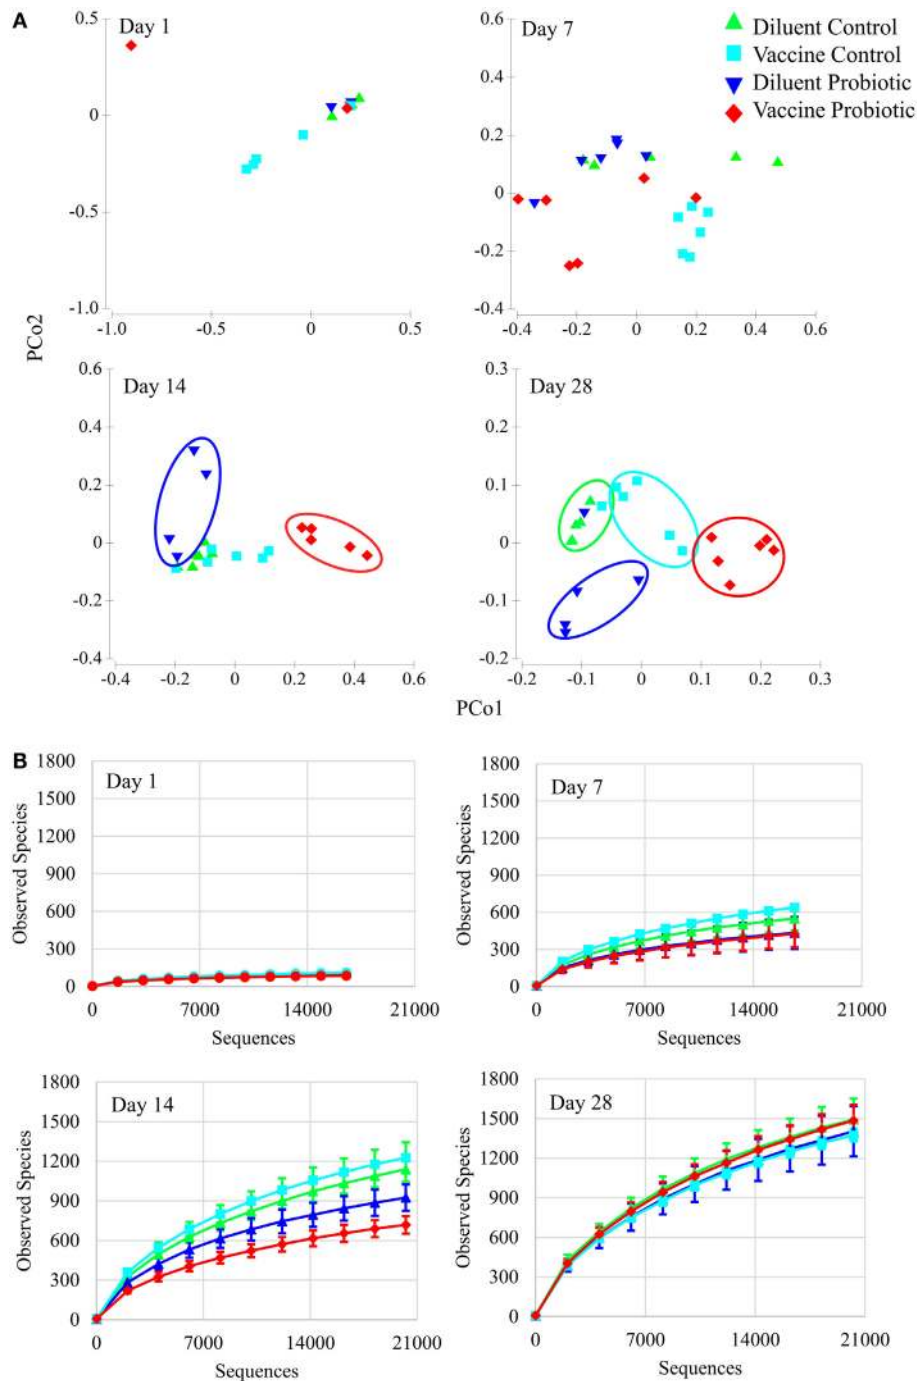 A
Day 1
0.5
0
-0.5
-1.0
-1.0 -0.5 0 0.5
Day 7
0.6
0.4
0.2
0
-0.2
-0.4
-0.4 -0.2 0 0.2 0.4 0.6
Diluent Control
Vaccine Control
Diluent Probiotic
Vaccine Probiotic
PCo2
Day 14
0.6
0.4
0.2
0
-0.2
-0.4
-0.4 -0.2 0 0.2 0.4 0.6
Day 28
0.3
0.2
0.1
0
-0.1
-0.2
-0.2 -0.1 0 0.1 0.2 0.3
PCo1
B
Day 1
Observed Species
1800
1500
1200
900
600
300
0
0 7000 14000 21000
Sequences
Day 7
Observed Species
1800
1500
1200
900
600
300
0
0 7000 14000 21000
Sequences
Day 14
Observed Species
1800
1500
1200
900
600
300
0
0 7000 14000 21000
Sequences
Day 28
Observed Species
1800
1500
1200
900
600
300
0
0 7000 14000 21000
Sequences